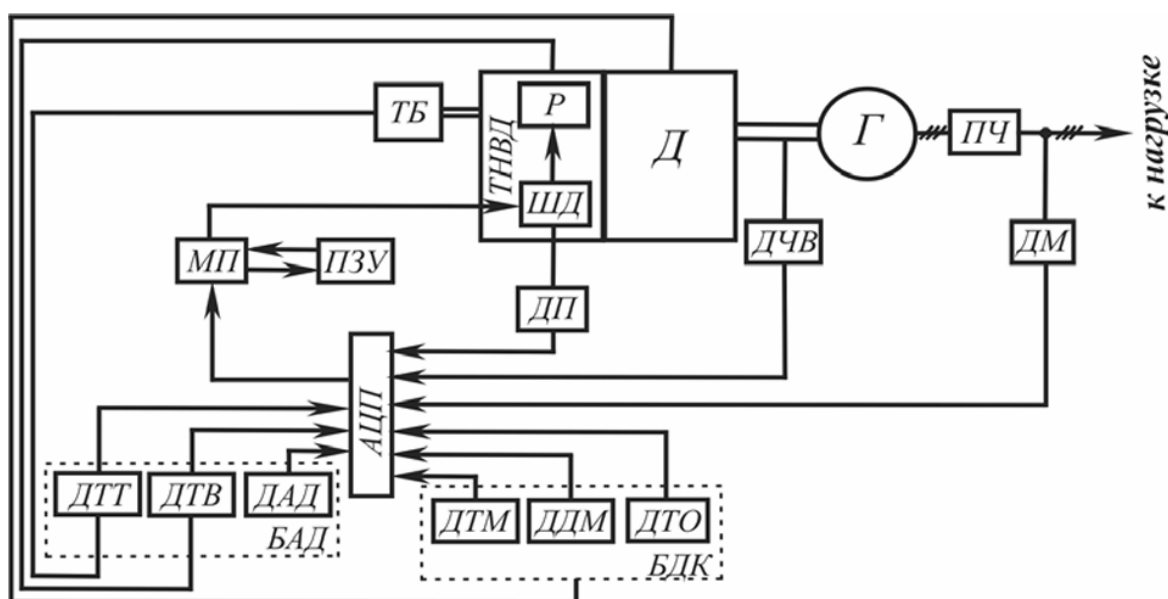 ТБ
ТНВД
Р
ШД
Д
Г
ПЧ
к нагрузке
МП
ПЗУ
ДП
ДЧВ
ДМ
АЦП
ДТТ
ДТВ
ДАД
БАД
ДТМ
ДДМ
ДТО
БДК